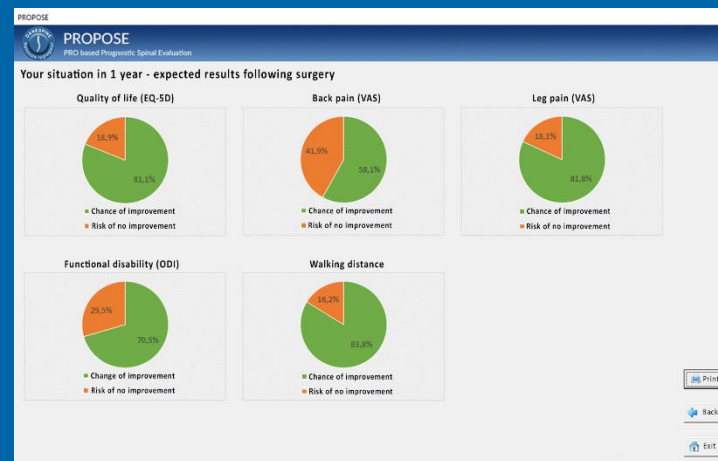 PROPOSE
PROPOSE
PRO based Prognostic Spinal Evaluation
Your situation in 1 year - expected results following surgery
Quality of life (EQ-5D)
18,9%
81,1%
Chance of improvement
Risk of no improvement
Back pain (VAS)
41,9%
58,1%
Chance of improvement
Risk of no improvement
Leg pain (VAS)
18,1%
81,8%
Chance of improvement
Risk of no improvement
Functional disability (ODI)
29,5%
70,5%
Change of improvement
Risk of no improvement
Walking distance
16,2%
83,8%
Chance of improvement
Risk of no improvement
Print
Back
Exit